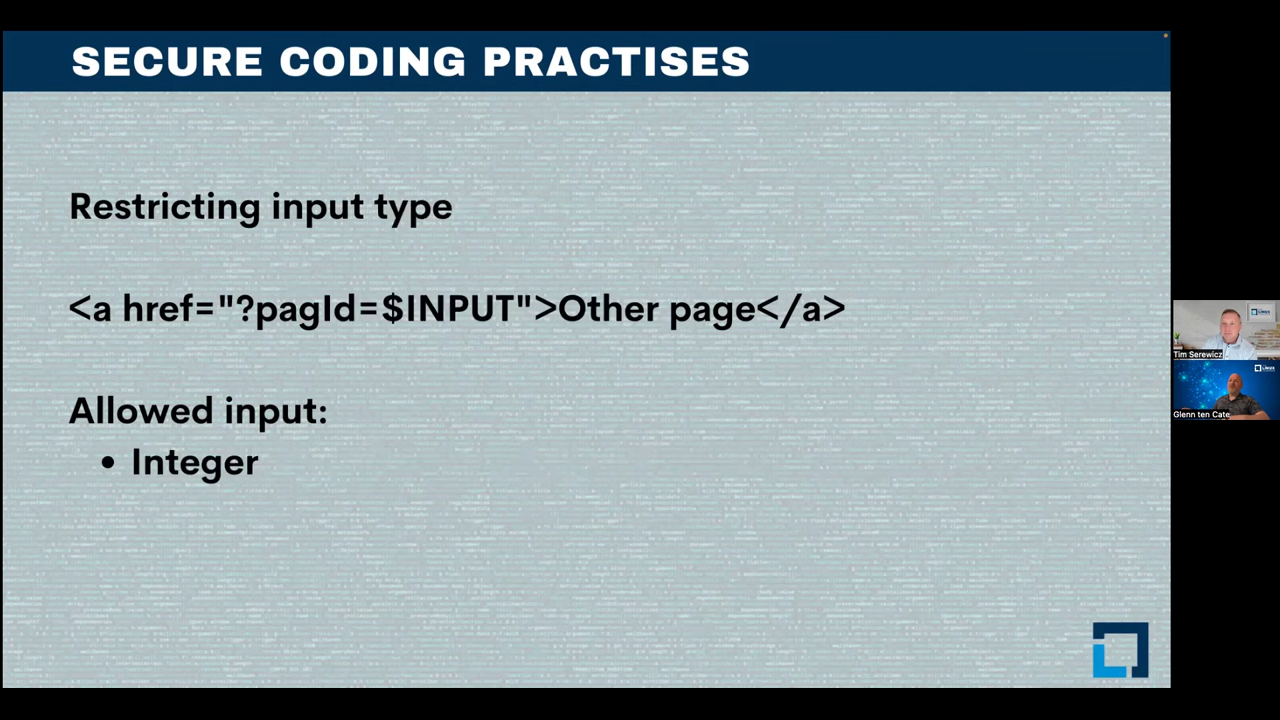 SECURE CODING PRACTISES
Restricting input type
<a href="?pagId=$INPUT">Other page</a>
Allowed input:
• Integer
Tim Serewicz
Glenn ten Cate